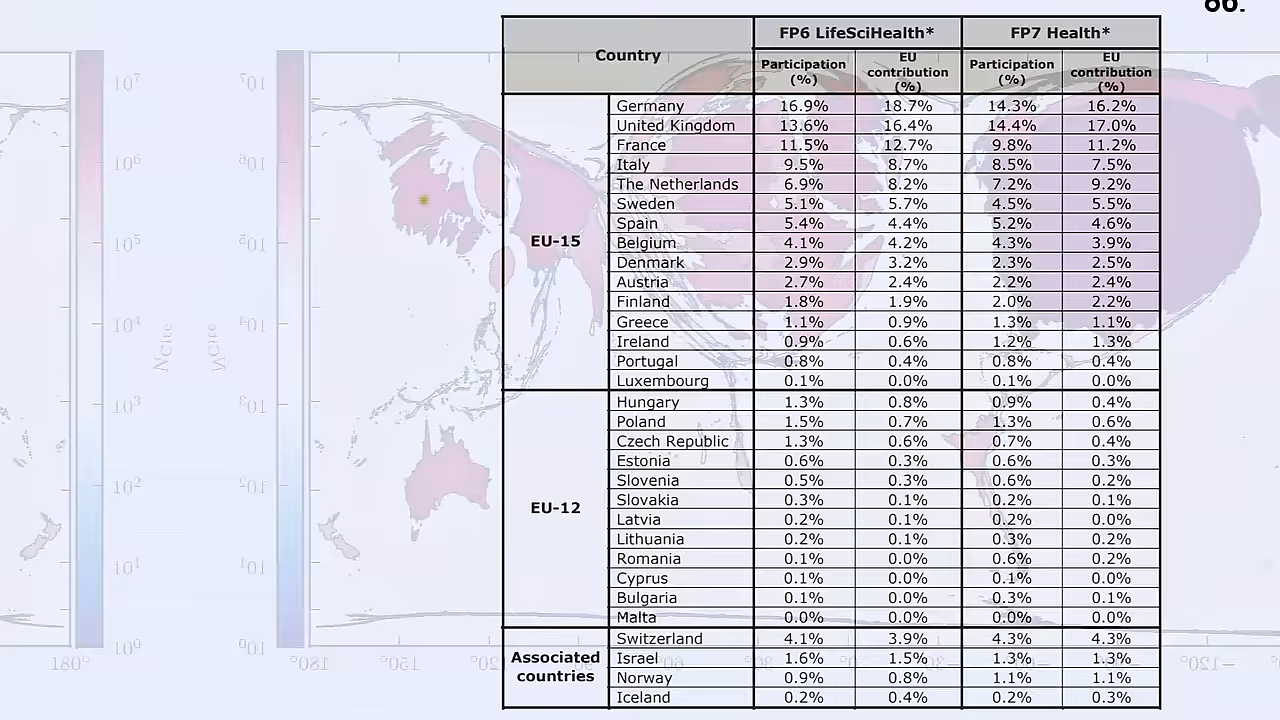 66.
Country FP6 LifeSciHealth* FP7 Health*
Participation (%) EU contribution (%) Participation (%) EU contribution (%)
EU-15
Germany 16.9% 18.7% 14.3% 16.2%
United Kingdom 13.6% 16.4% 14.4% 17.0%
France 11.5% 12.7% 9.8% 11.2%
Italy 9.5% 8.7% 8.5% 7.5%
The Netherlands 6.9% 8.2% 7.2% 9.2%
Sweden 5.1% 5.7% 4.5% 5.5%
Spain 5.4% 4.4% 5.2% 4.6%
Belgium 4.1% 4.2% 4.3% 3.9%
Denmark 2.9% 3.2% 2.3% 2.5%
Austria 2.7% 2.4% 2.2% 2.4%
Finland 1.8% 1.9% 2.0% 2.2%
Greece 1.1% 0.9% 1.3% 1.1%
Ireland 0.9% 0.6% 1.2% 1.3%
Portugal 0.8% 0.4% 0.8% 0.4%
Luxembourg 0.1% 0.0% 0.1% 0.0%
EU-12
Hungary 1.3% 0.8% 0.9% 0.4%
Poland 1.5% 0.7% 1.3% 0.6%
Czech Republic 1.3% 0.6% 0.7% 0.4%
Estonia 0.6% 0.3% 0.6% 0.3%
Slovenia 0.5% 0.3% 0.6% 0.2%
Slovakia 0.3% 0.1% 0.2% 0.1%
Latvia 0.2% 0.1% 0.2% 0.0%
Lithuania 0.2% 0.1% 0.3% 0.2%
Romania 0.1% 0.0% 0.6% 0.2%
Cyprus 0.1% 0.0% 0.1% 0.0%
Bulgaria 0.1% 0.0% 0.3% 0.1%
Malta 0.0% 0.0% 0.0% 0.0%
Associated countries
Switzerland 4.1% 3.9% 4.3% 4.3%
Israel 1.6% 1.5% 1.3% 1.3%
Norway 0.9% 0.8% 1.1% 1.1%
Iceland 0.2% 0.4% 0.2% 0.3%
10⁷
10⁶
10⁵
10⁴
10³
10²
10¹
10⁰
NCite
180°
180°
150°